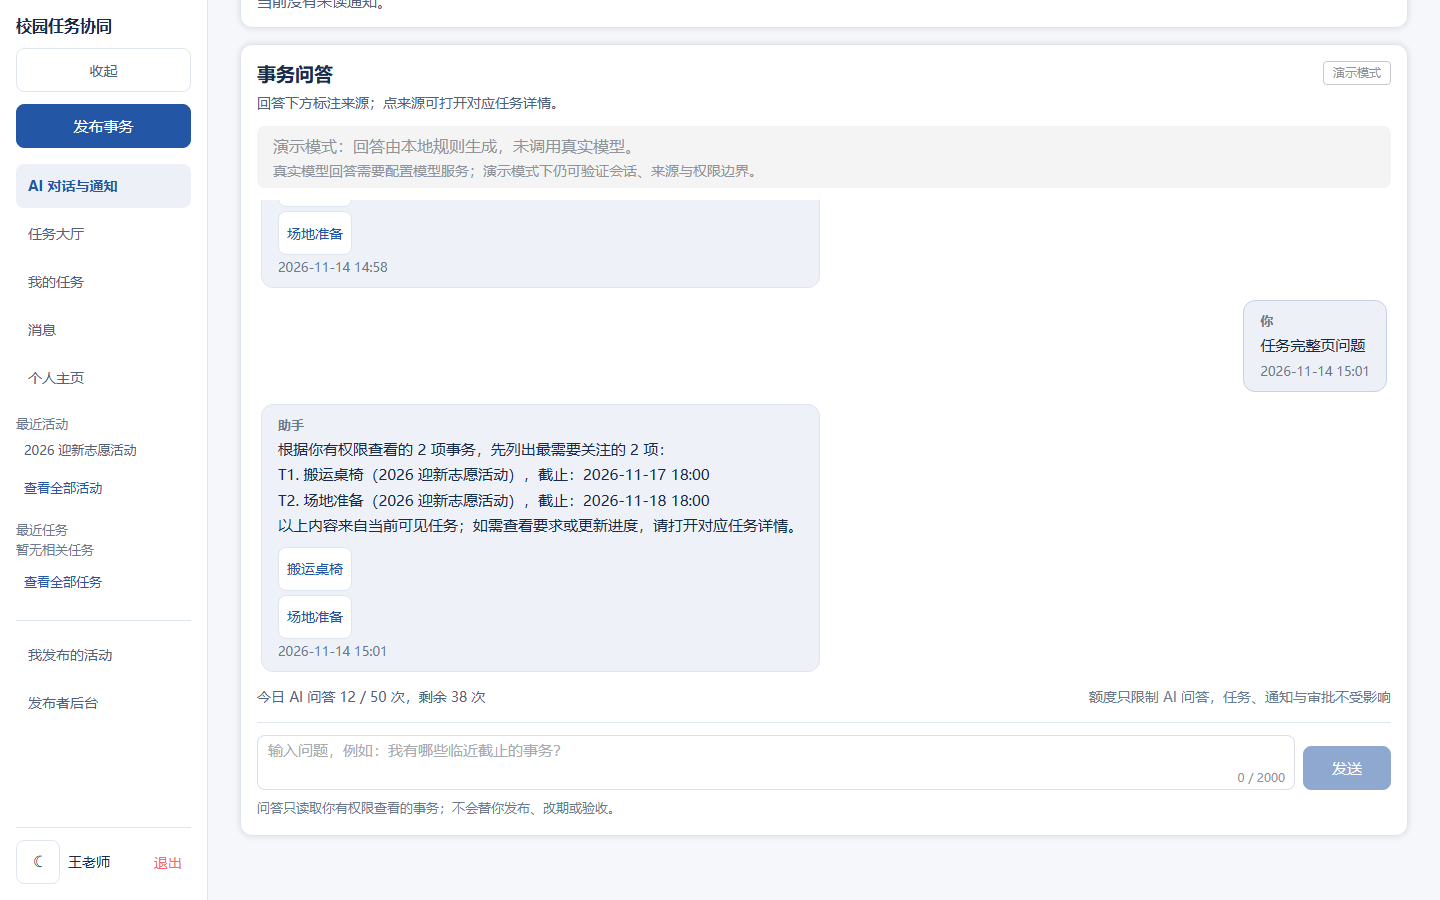 校园任务协同
收起
发布事务
AI 对话与通知
任务大厅
我的任务
消息
个人主页
最近活动
2026 迎新志愿活动
查看全部活动
最近任务
暂无相关任务
查看全部任务
我发布的活动
发布者后台
王老师
退出
当前没有未读通知。
事务问答
演示模式
回答下方标注来源；点来源可打开对应任务详情。
演示模式：回答由本地规则生成，未调用真实模型。
真实模型回答需要配置模型服务；演示模式下仍可验证会话、来源与权限边界。
场地准备
2026-11-14 14:58
你
任务完整页问题
2026-11-14 15:01
助手
根据你有权限查看的 2 项事务，先列出最需要关注的 2 项：
T1. 搬运桌椅（2026 迎新志愿活动），截止：2026-11-17 18:00
T2. 场地准备（2026 迎新志愿活动），截止：2026-11-18 18:00
以上内容来自当前可见任务；如需查看要求或更新进度，请打开对应任务详情。
搬运桌椅
场地准备
2026-11-14 15:01
今日 AI 问答 12 / 50 次，剩余 38 次
额度只限制 AI 问答，任务、通知与审批不受影响
输入问题，例如：我有哪些临近截止的事务？
0 / 2000
发送
问答只读取你有权限查看的事务；不会替你发布、改期或验收。